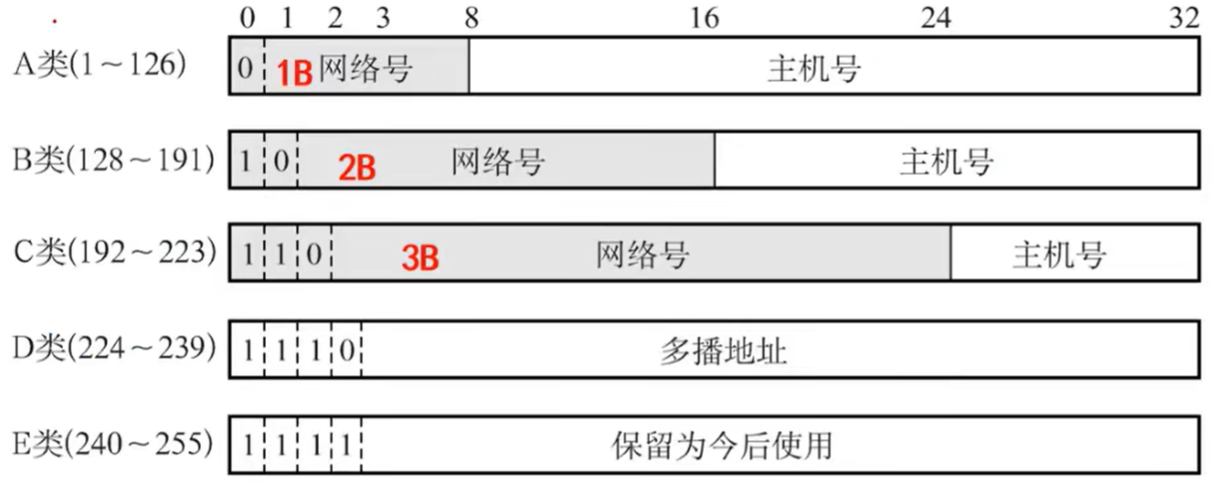 0 1 2 3 8 16 24 32
A类(1～126) 0 1B 网络号 主机号
B类(128～191) 1 0 2B 网络号 主机号
C类(192～223) 1 1 0 3B 网络号 主机号
D类(224～239) 1 1 1 0 多播地址
E类(240～255) 1 1 1 1 保留为今后使用